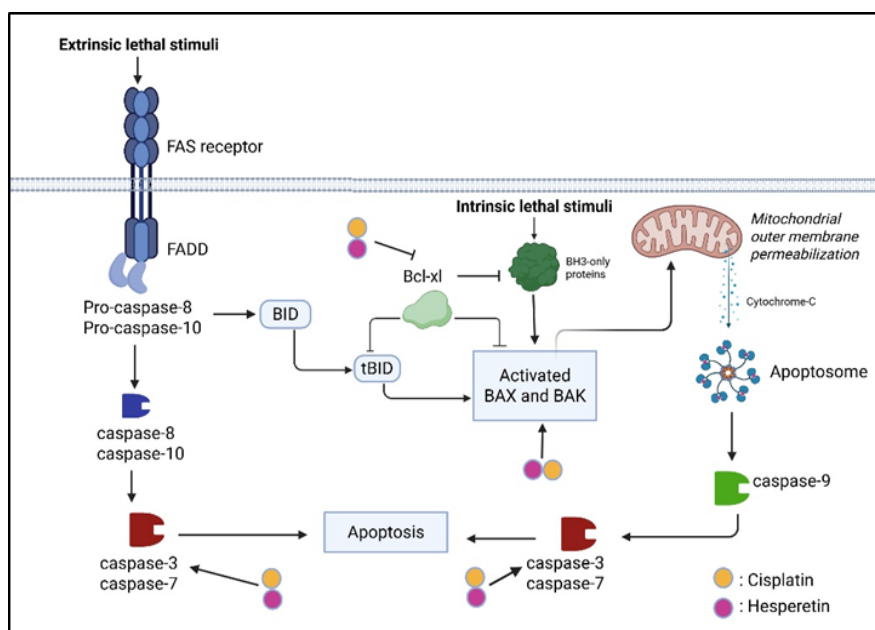 Extrinsic lethal stimuli
FAS receptor
FADD
Pro-caspase-8
Pro-caspase-10
BID
tBID
Bcl-xl
Intrinsic lethal stimuli
BH3-only
proteins
Mitochondrial
outer membrane
permeabilization
Cytochrome-C
Activated
BAX and BAK
Apoptosome
caspase-8
caspase-10
caspase-9
caspase-3
caspase-7
Apoptosis
caspase-3
caspase-7
: Cisplatin
: Hesperetin